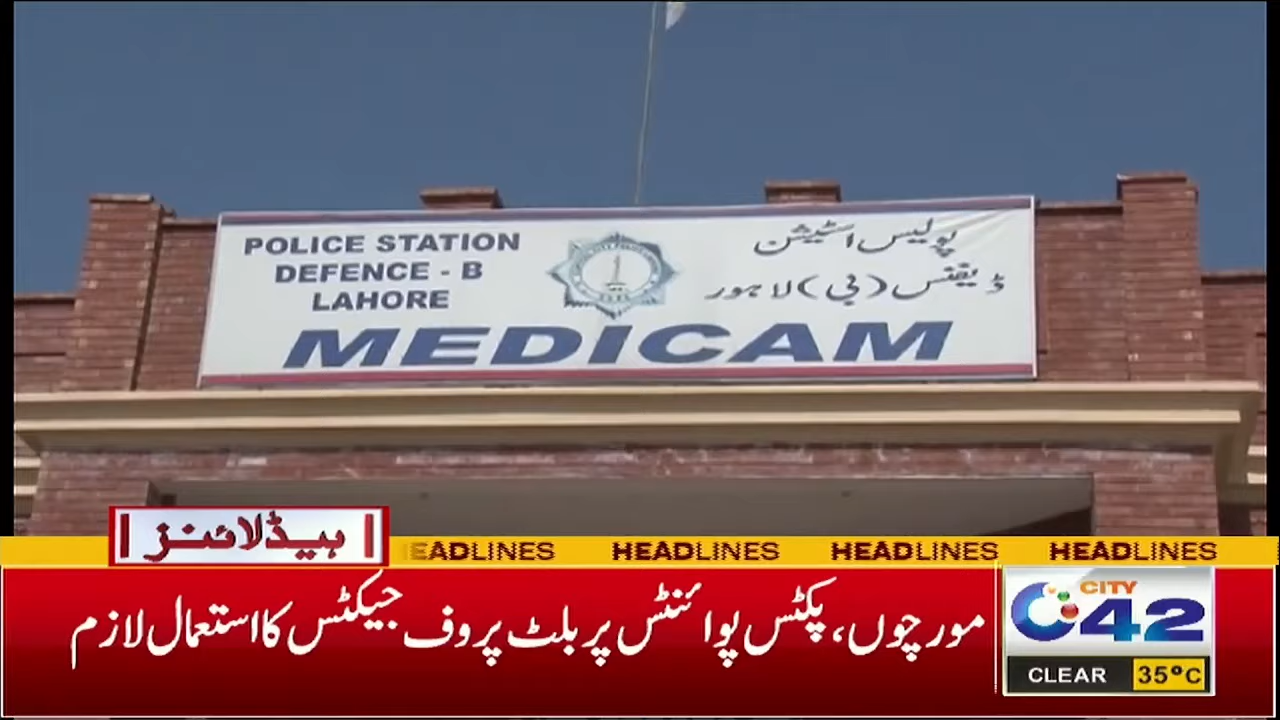 POLICE STATION
DEFENCE - B
LAHORE
پولیس اسٹیشن
ڈیفنس (بی) لاہور
MEDICAM
ہیڈلائنز
EADLINES HEADLINES HEADLINES HEADLINES
مورچوں، پکٹس پوائنٹس پر بلٹ پروف جیکٹس کا استعمال لازم
CITY
42
CLEAR 35°C